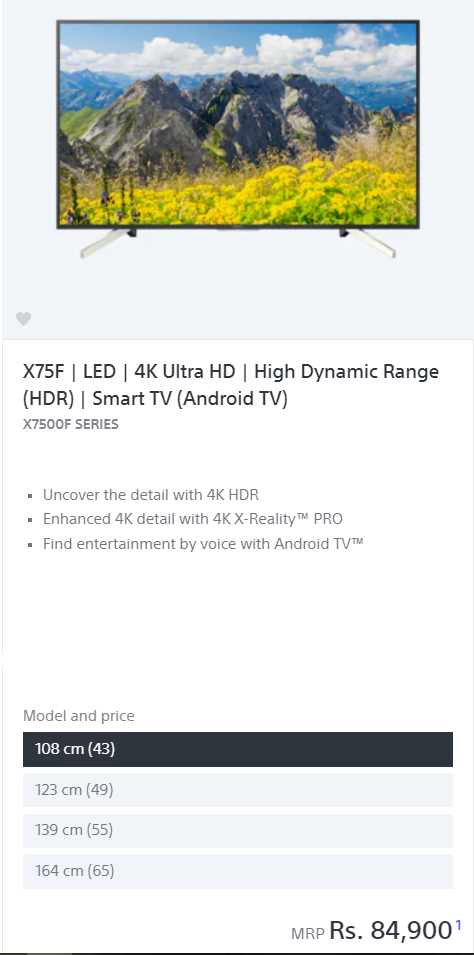 X75F | LED | 4K Ultra HD | High Dynamic Range
(HDR) | Smart TV (Android TV)
X7500F SERIES
▪ Uncover the detail with 4K HDR
▪ Enhanced 4K detail with 4K X-Reality™ PRO
▪ Find entertainment by voice with Android TV™
Model and price
108 cm (43)
123 cm (49)
139 cm (55)
164 cm (65)
MRP Rs. 84,900¹